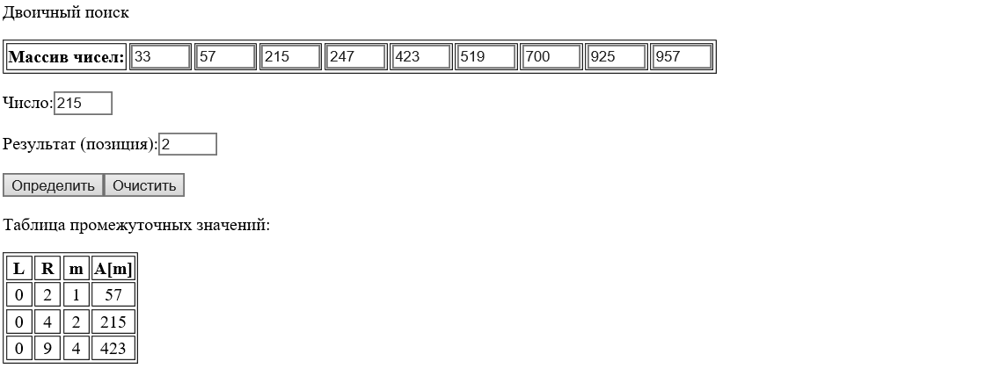 Двоичный поиск
Массив чисел: 33 57 215 247 423 519 700 925 957
Число: 215
Результат (позиция): 2
Определить Очистить
Таблица промежуточных значений:
L R m A[m]
0 2 1 57
0 4 2 215
0 9 4 423